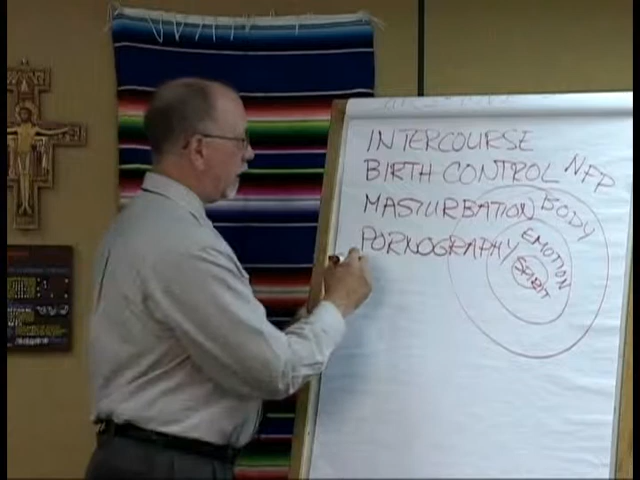 INTERCOURSE
BIRTH CONTROL NFP
MASTURBATION BODY
PORNOGRAPHY EMOTION
SPIRIT